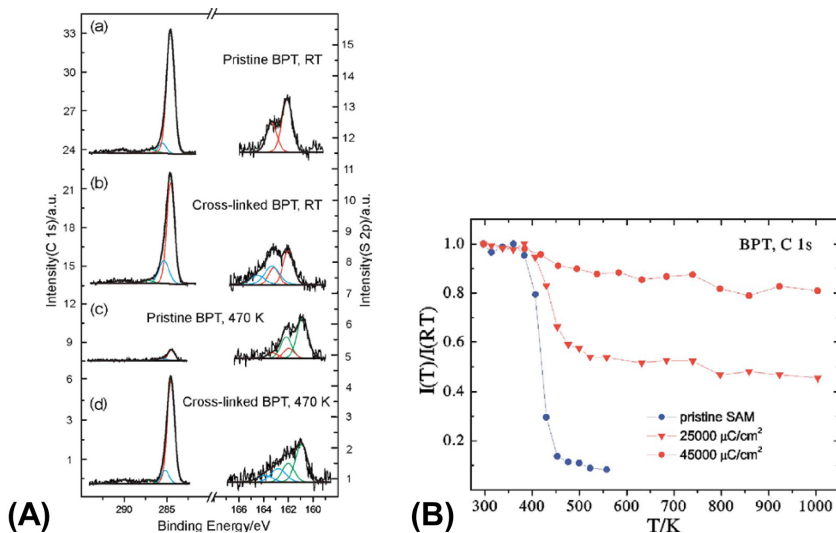 (a)
Pristine BPT, RT
(b)
Cross-linked BPT, RT
(c)
Pristine BPT, 470 K
(d)
Cross-linked BPT, 470 K
Intensity(C 1s)/a.u.
33
30
27
24
21
18
15
12
9
6
3
1
Intensity(S 2p)/a.u.
15
14
13
12
11
10
9
8
7
6
5
4
3
2
1
290 285 166 164 162 160
Binding Energy/eV
(A)
BPT, C 1s
I(T)/I(RT)
1.0
0.8
0.6
0.4
0.2
pristine SAM
25000 μC/cm²
45000 μC/cm²
300 400 500 600 700 800 900 1000
T/K
(B)